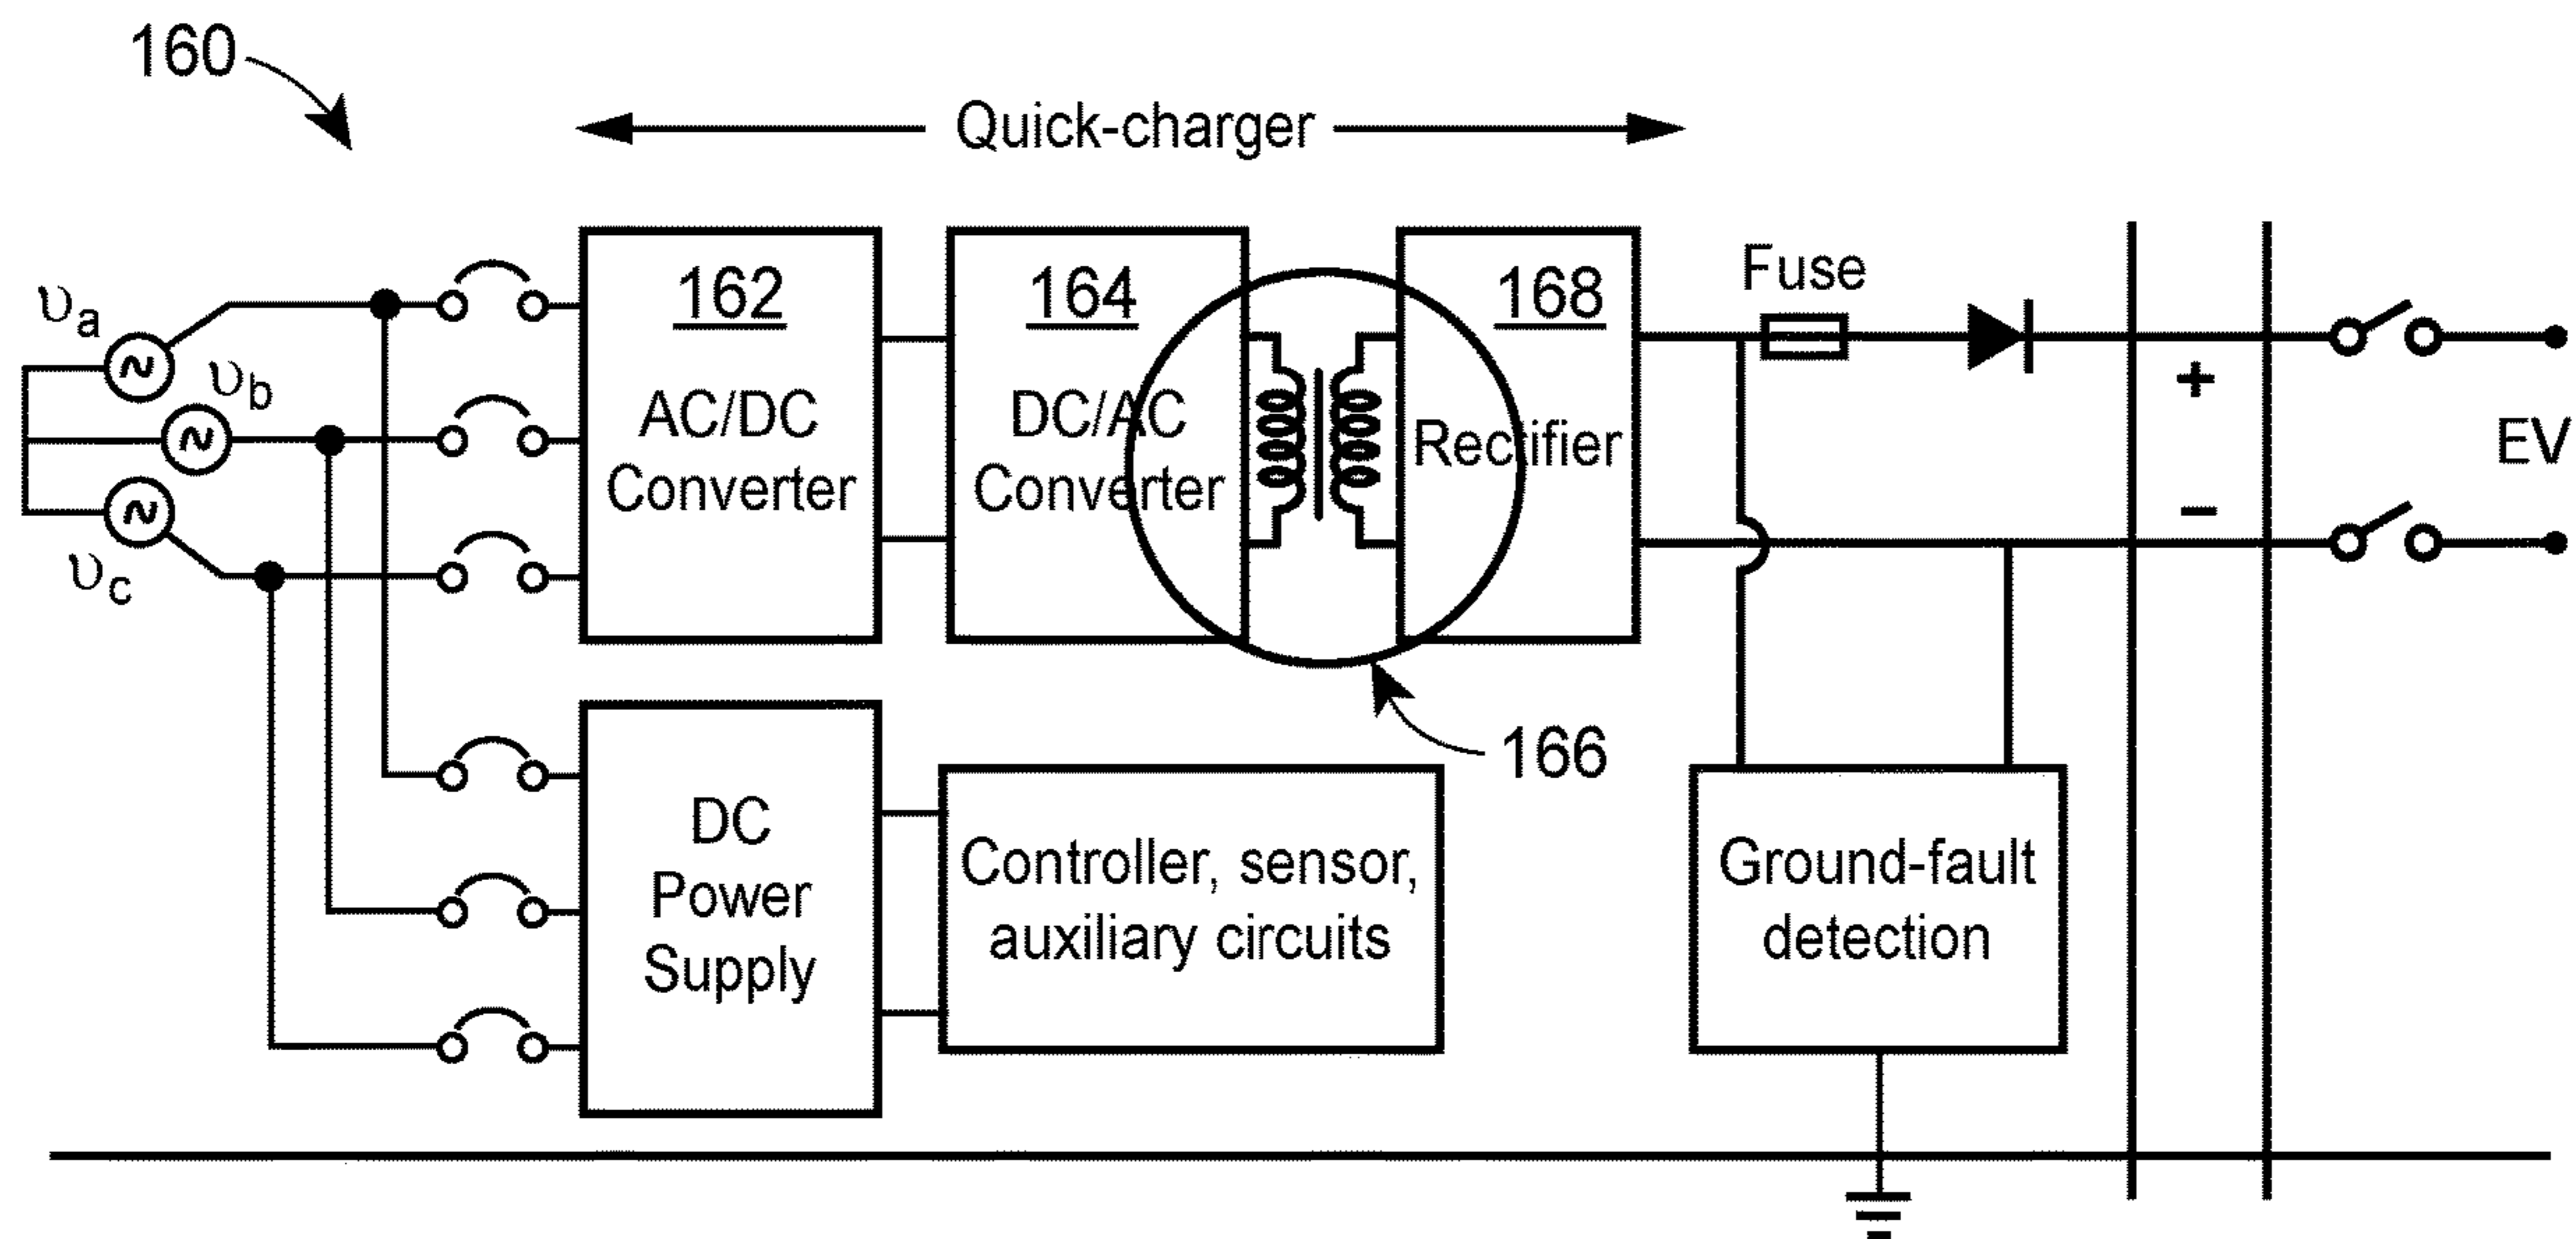 160
Quick-charger
υa
υb
υc
162
AC/DC
Converter
164
DC/AC
Converter
168
Rectifier
166
Fuse
+
−
EV
DC
Power
Supply
Controller, sensor,
auxiliary circuits
Ground-fault
detection